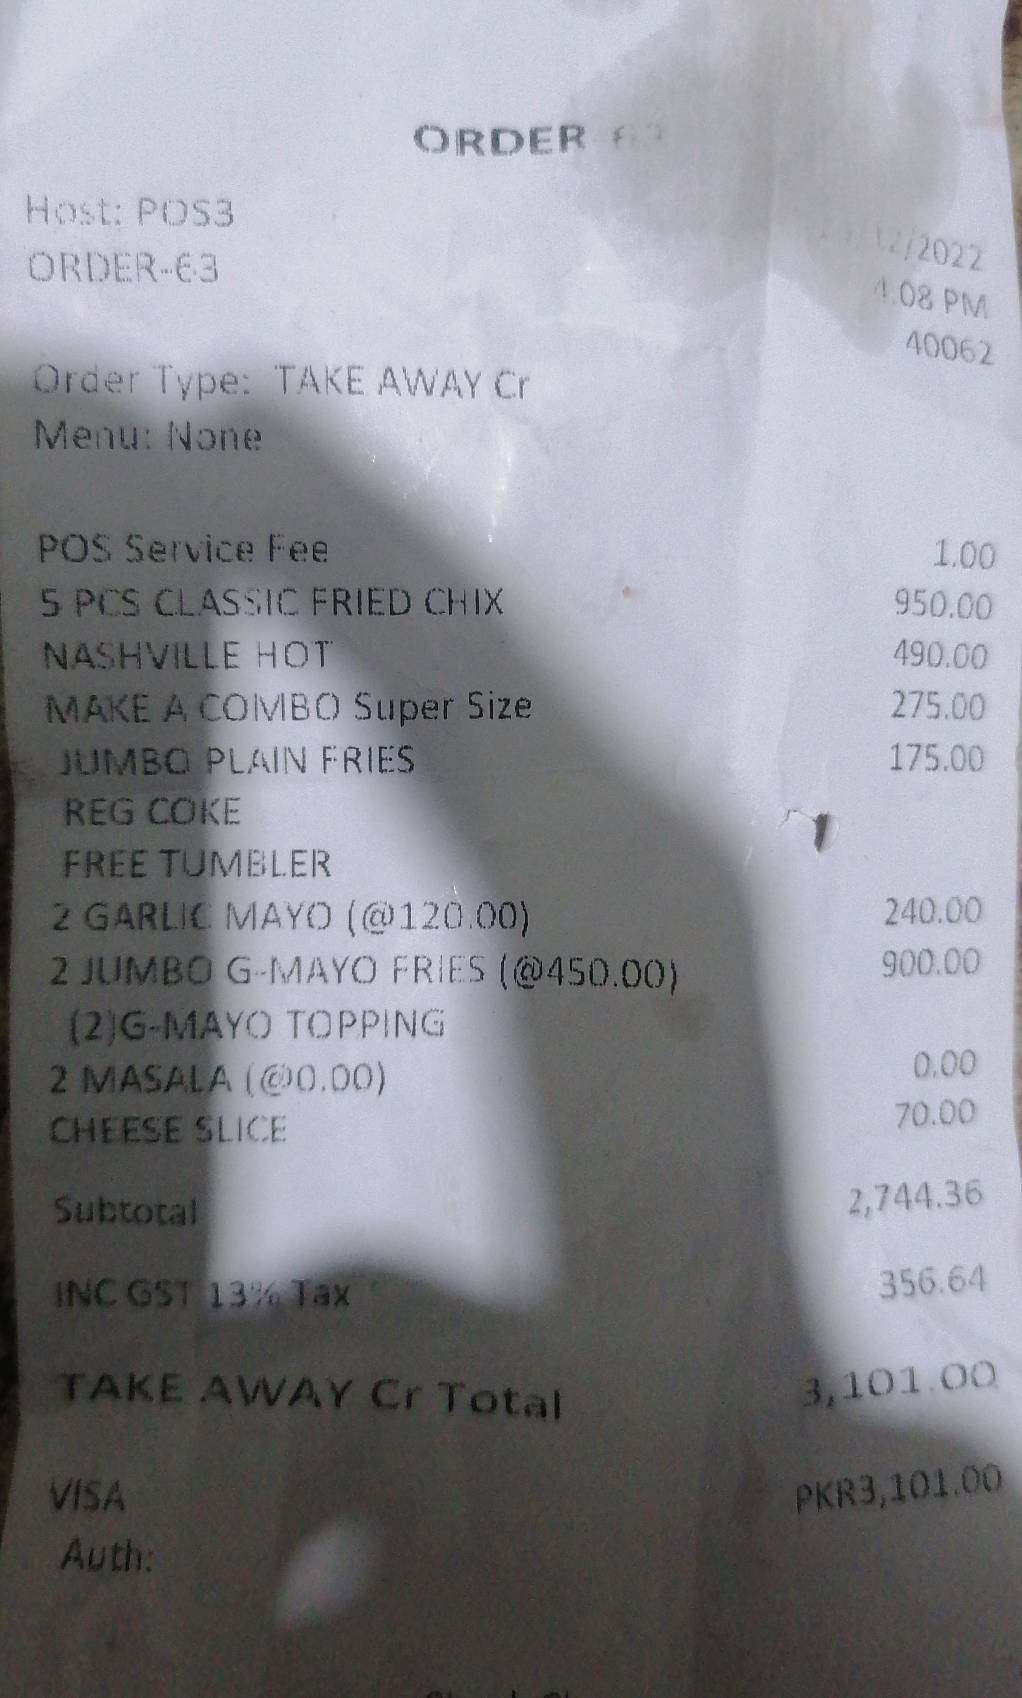 ORDER
Host: POS3
ORDER-63
/12/2022
4:08 PM
40062
Order Type: TAKE AWAY Cr
Menu: None
POS Service Fee 1.00
5 PCS CLASSIC FRIED CHIX 950.00
NASHVILLE HOT 490.00
MAKE A COMBO Super Size 275.00
JUMBO PLAIN FRIES 175.00
REG COKE
FREE TUMBLER
2 GARLIC MAYO (@120.00) 240.00
2 JUMBO G-MAYO FRIES (@450.00) 900.00
(2)G-MAYO TOPPING
2 MASALA (@0.00) 0.00
CHEESE SLICE 70.00
Subtotal 2,744.36
INC GST 13% Tax 356.64
TAKE AWAY Cr Total 3,101.00
VISA PKR3,101.00
Auth: